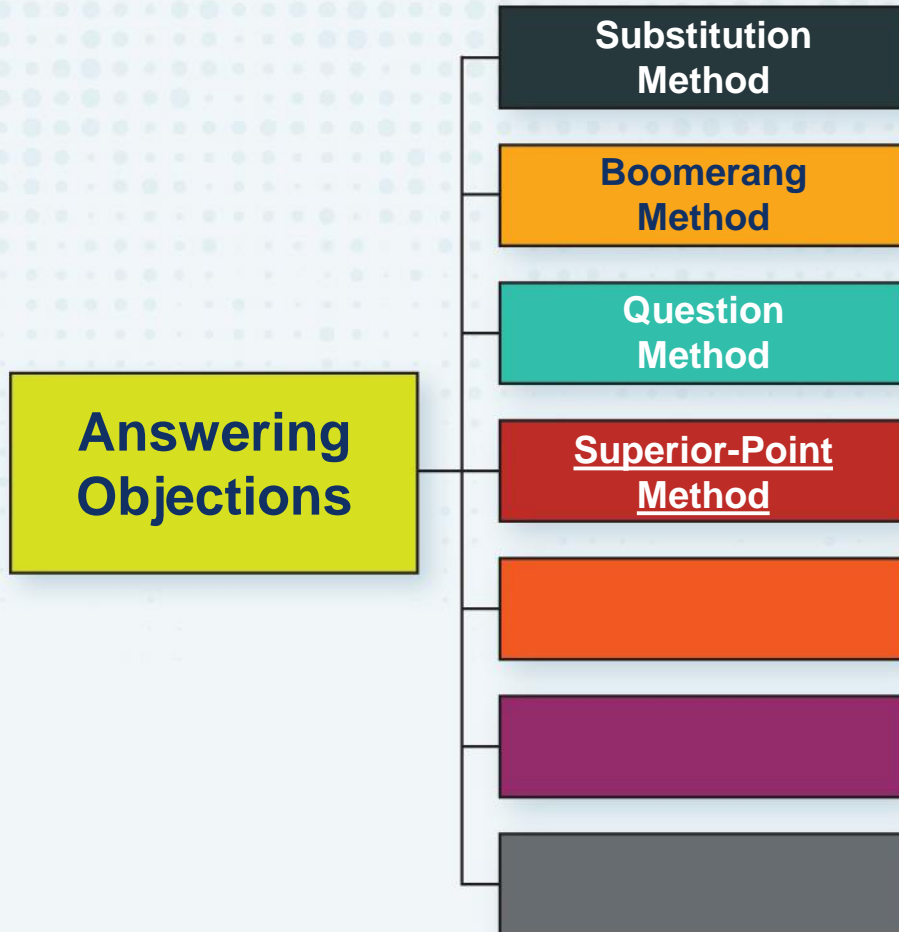 Substitution
Method
Boomerang
Method
Question
Method
Answering
Objections
Superior-Point
Method